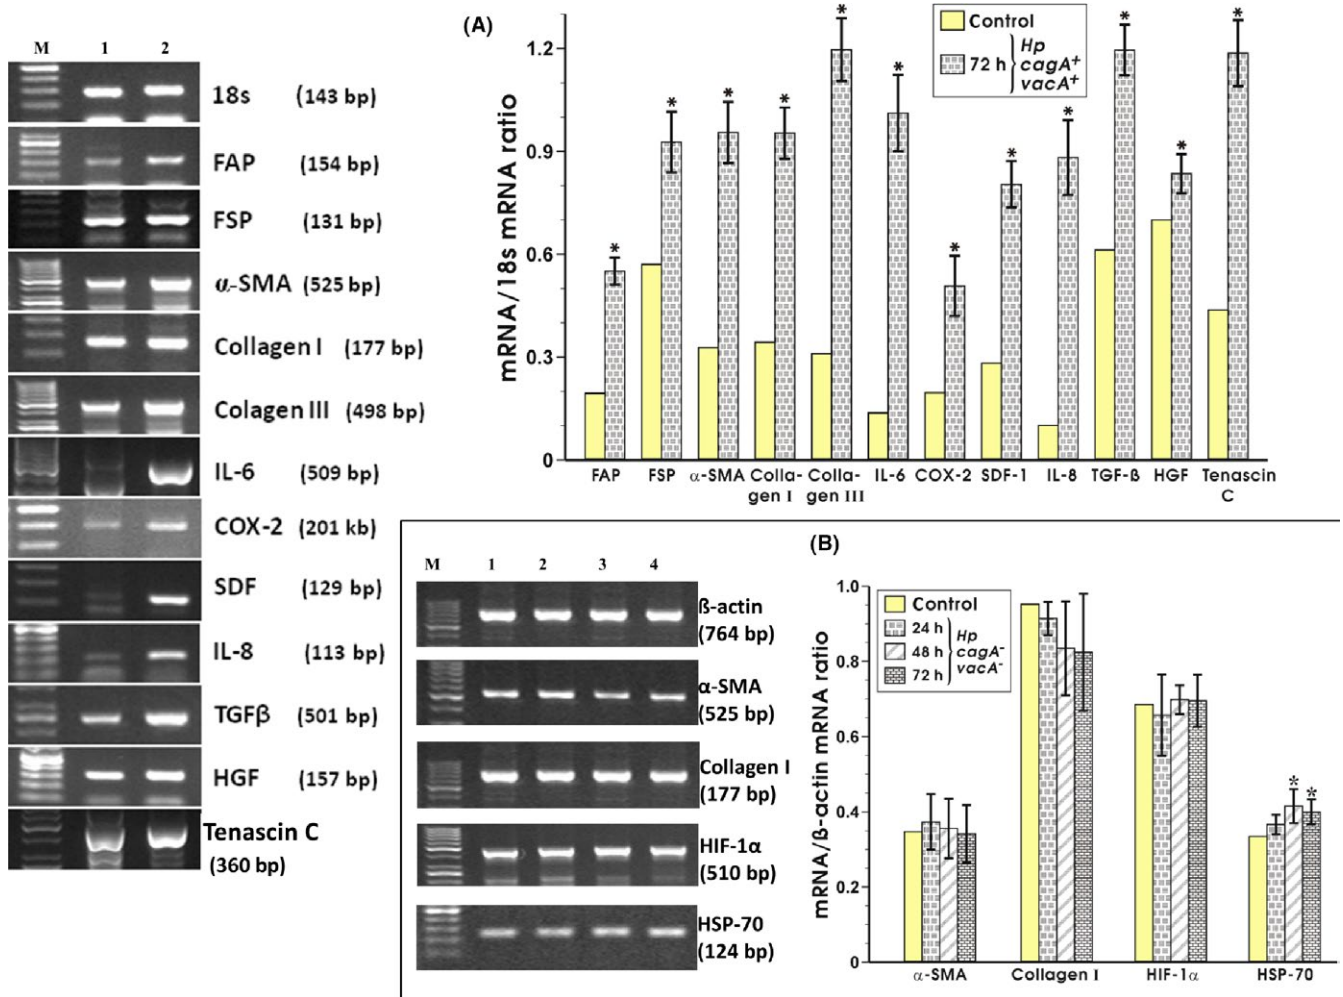 M 1 2
18s (143 bp)
FAP (154 bp)
FSP (131 bp)
α-SMA (525 bp)
Collagen I (177 bp)
Colagen III (498 bp)
IL-6 (509 bp)
COX-2 (201 kb)
SDF (129 bp)
IL-8 (113 bp)
TGFβ (501 bp)
HGF (157 bp)
Tenascin C
(360 bp)
(A)
mRNA/18s mRNA ratio
1.2
0.9
0.6
0.3
0
Control
72 h Hp
cagA+
vacA+
* * * * * * * * * * * *
FAP FSP α-SMA Colla- Colla- IL-6 COX-2 SDF-1 IL-8 TGF-ß HGF Tenascin
gen I gen III C
(B)
M 1 2 3 4
ß-actin
(764 bp)
α-SMA
(525 bp)
Collagen I
(177 bp)
HIF-1α
(510 bp)
HSP-70
(124 bp)
mRNA/ß-actin mRNA ratio
1.0
0.8
0.6
0.4
0.2
0
Control
24 h Hp
48 h cagA-
72 h vacA-
* *
α-SMA Collagen I HIF-1α HSP-70